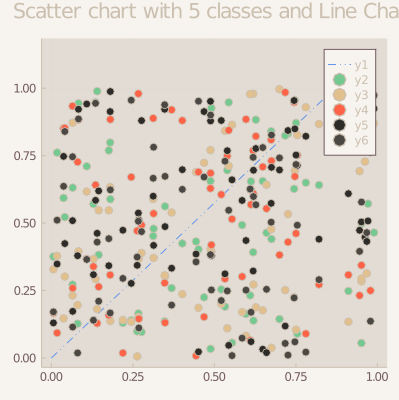 Scatter chart with 5 classes and Line Cha
y1
y2
y3
y4
y5
y6
1.00
0.75
0.50
0.25
0.00
0.00 0.25 0.50 0.75 1.00